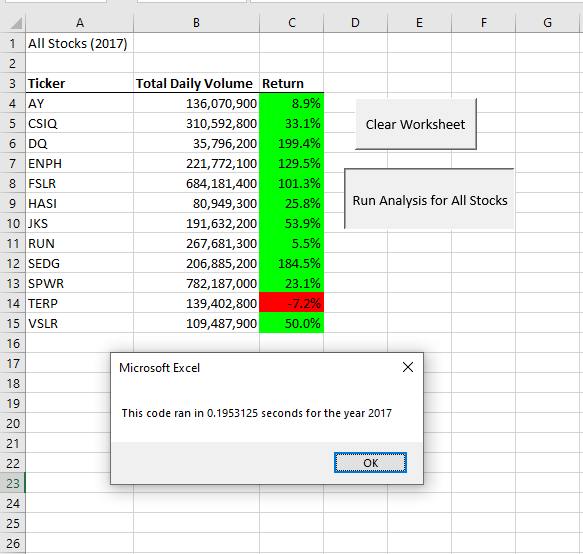 A B C D E F G
1 All Stocks (2017)
2
3 Ticker Total Daily Volume Return
4 AY 136,070,900 8.9%
5 CSIQ 310,592,800 33.1% Clear Worksheet
6 DQ 35,796,200 199.4%
7 ENPH 221,772,100 129.5%
8 FSLR 684,181,400 101.3%
9 HASI 80,949,300 25.8% Run Analysis for All Stocks
10 JKS 191,632,200 53.9%
11 RUN 267,681,300 5.5%
12 SEDG 206,885,200 184.5%
13 SPWR 782,187,000 23.1%
14 TERP 139,402,800 -7.2%
15 VSLR 109,487,900 50.0%
16
17 Microsoft Excel
18
19 This code ran in 0.1953125 seconds for the year 2017
20
21
22 OK
23
24
25
26